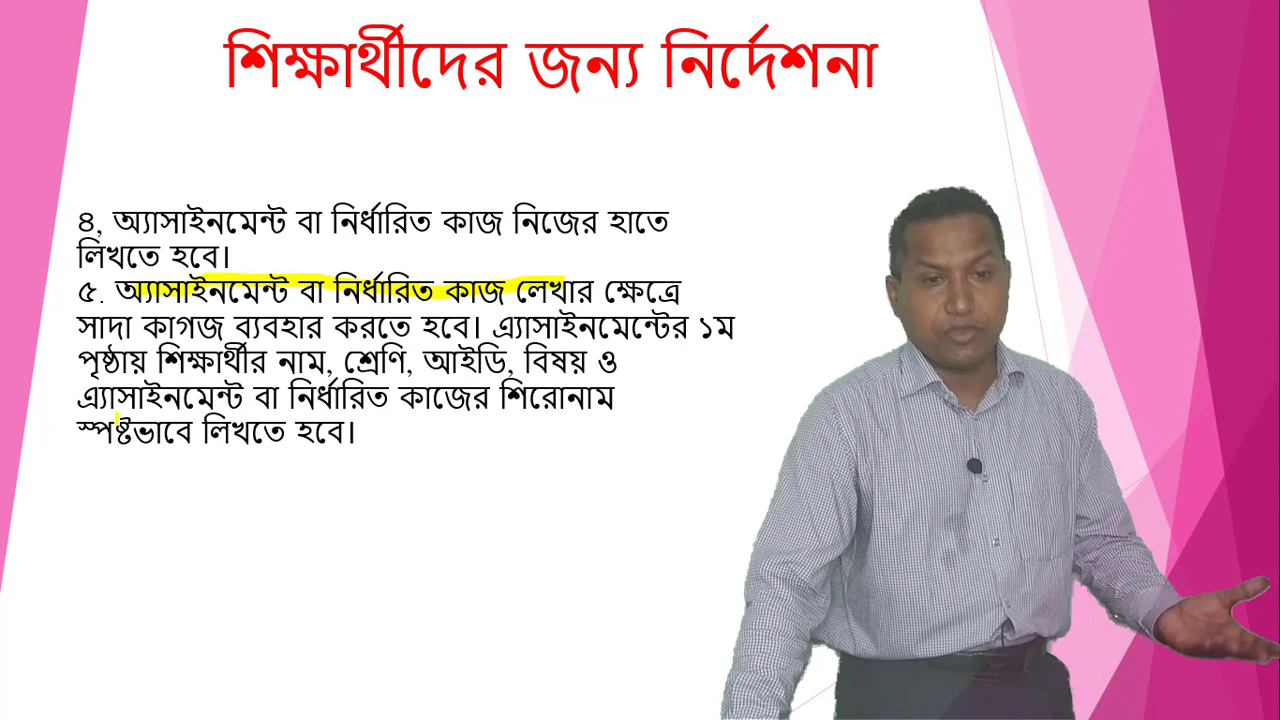 শিক্ষার্থীদের জন্য নির্দেশনা
৪, অ্যাসাইনমেন্ট বা নির্ধারিত কাজ নিজের হাতে
লিখতে হবে।
৫. অ্যাসাইনমেন্ট বা নির্ধারিত কাজ লেখার ক্ষেত্রে
সাদা কাগজ ব্যবহার করতে হবে। এ্যাসাইনমেন্টের ১ম
পৃষ্ঠায় শিক্ষার্থীর নাম, শ্রেণি, আইডি, বিষয় ও
এ্যাসাইনমেন্ট বা নির্ধারিত কাজের শিরোনাম
স্পষ্টভাবে লিখতে হবে।